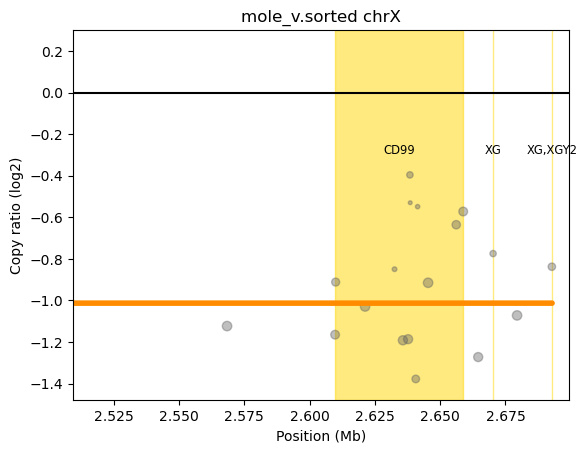 mole_v.sorted chrX
Copy ratio (log2)
0.2
0.0
−0.2
−0.4
−0.6
−0.8
−1.0
−1.2
−1.4
CD99 XG XG,XGY2
2.525 2.550 2.575 2.600 2.625 2.650 2.675
Position (Mb)